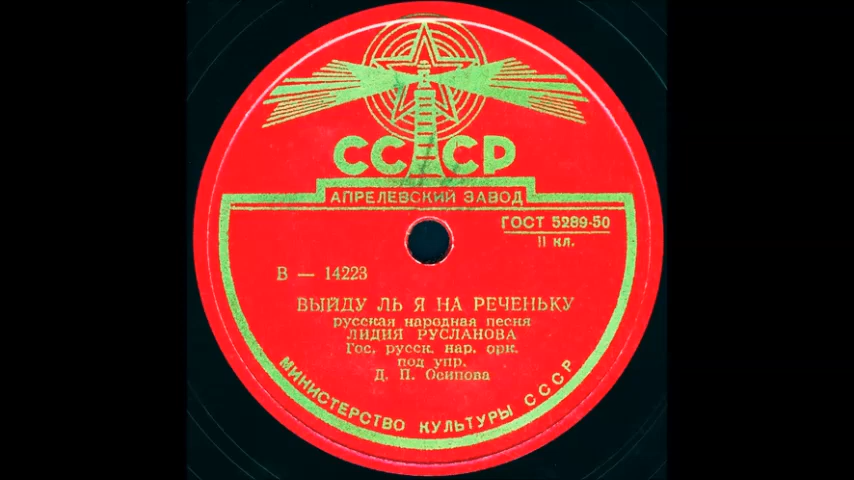 СССР
АПРЕЛЕВСКИЙ ЗАВОД
ГОСТ 5289-50
II кл.
В — 14223
ВЫЙДУ ЛЬ Я НА РЕЧЕНЬКУ
русская народная песня
ЛИДИЯ РУСЛАНОВА
Гос. русск. нар. орк.
под упр.
Д. П. Осипова
МИНИСТЕРСТВО КУЛЬТУРЫ СССР